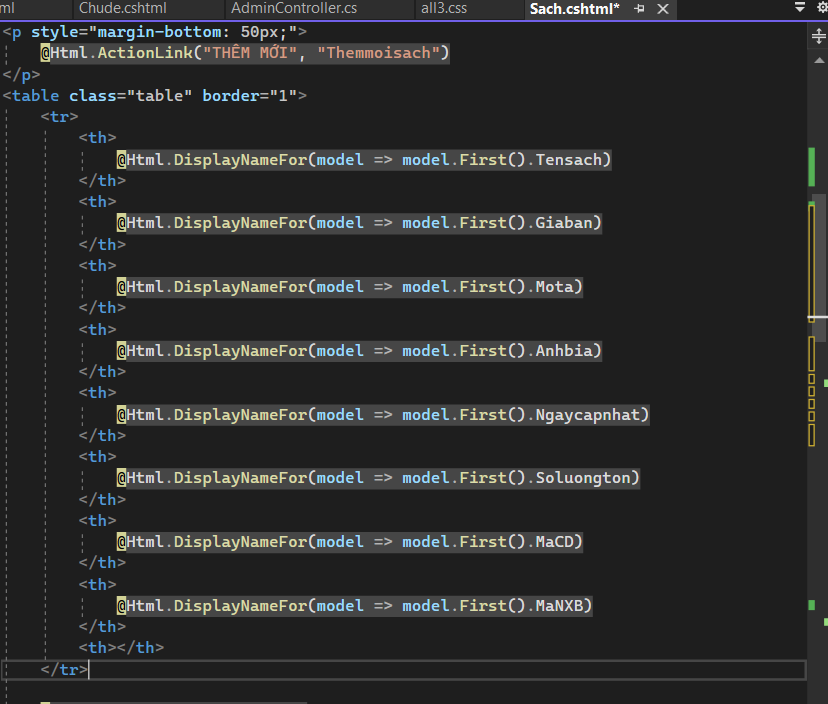 ml Chude.cshtml AdminController.cs all3.css Sach.cshtml*
<p style="margin-bottom: 50px;">
@Html.ActionLink("THÊM MỚI", "Themmoisach")
</p>
<table class="table" border="1">
<tr>
<th>
@Html.DisplayNameFor(model => model.First().Tensach)
</th>
<th>
@Html.DisplayNameFor(model => model.First().Giaban)
</th>
<th>
@Html.DisplayNameFor(model => model.First().Mota)
</th>
<th>
@Html.DisplayNameFor(model => model.First().Anhbia)
</th>
<th>
@Html.DisplayNameFor(model => model.First().Ngaycapnhat)
</th>
<th>
@Html.DisplayNameFor(model => model.First().Soluongton)
</th>
<th>
@Html.DisplayNameFor(model => model.First().MaCD)
</th>
<th>
@Html.DisplayNameFor(model => model.First().MaNXB)
</th>
<th></th>
</tr>